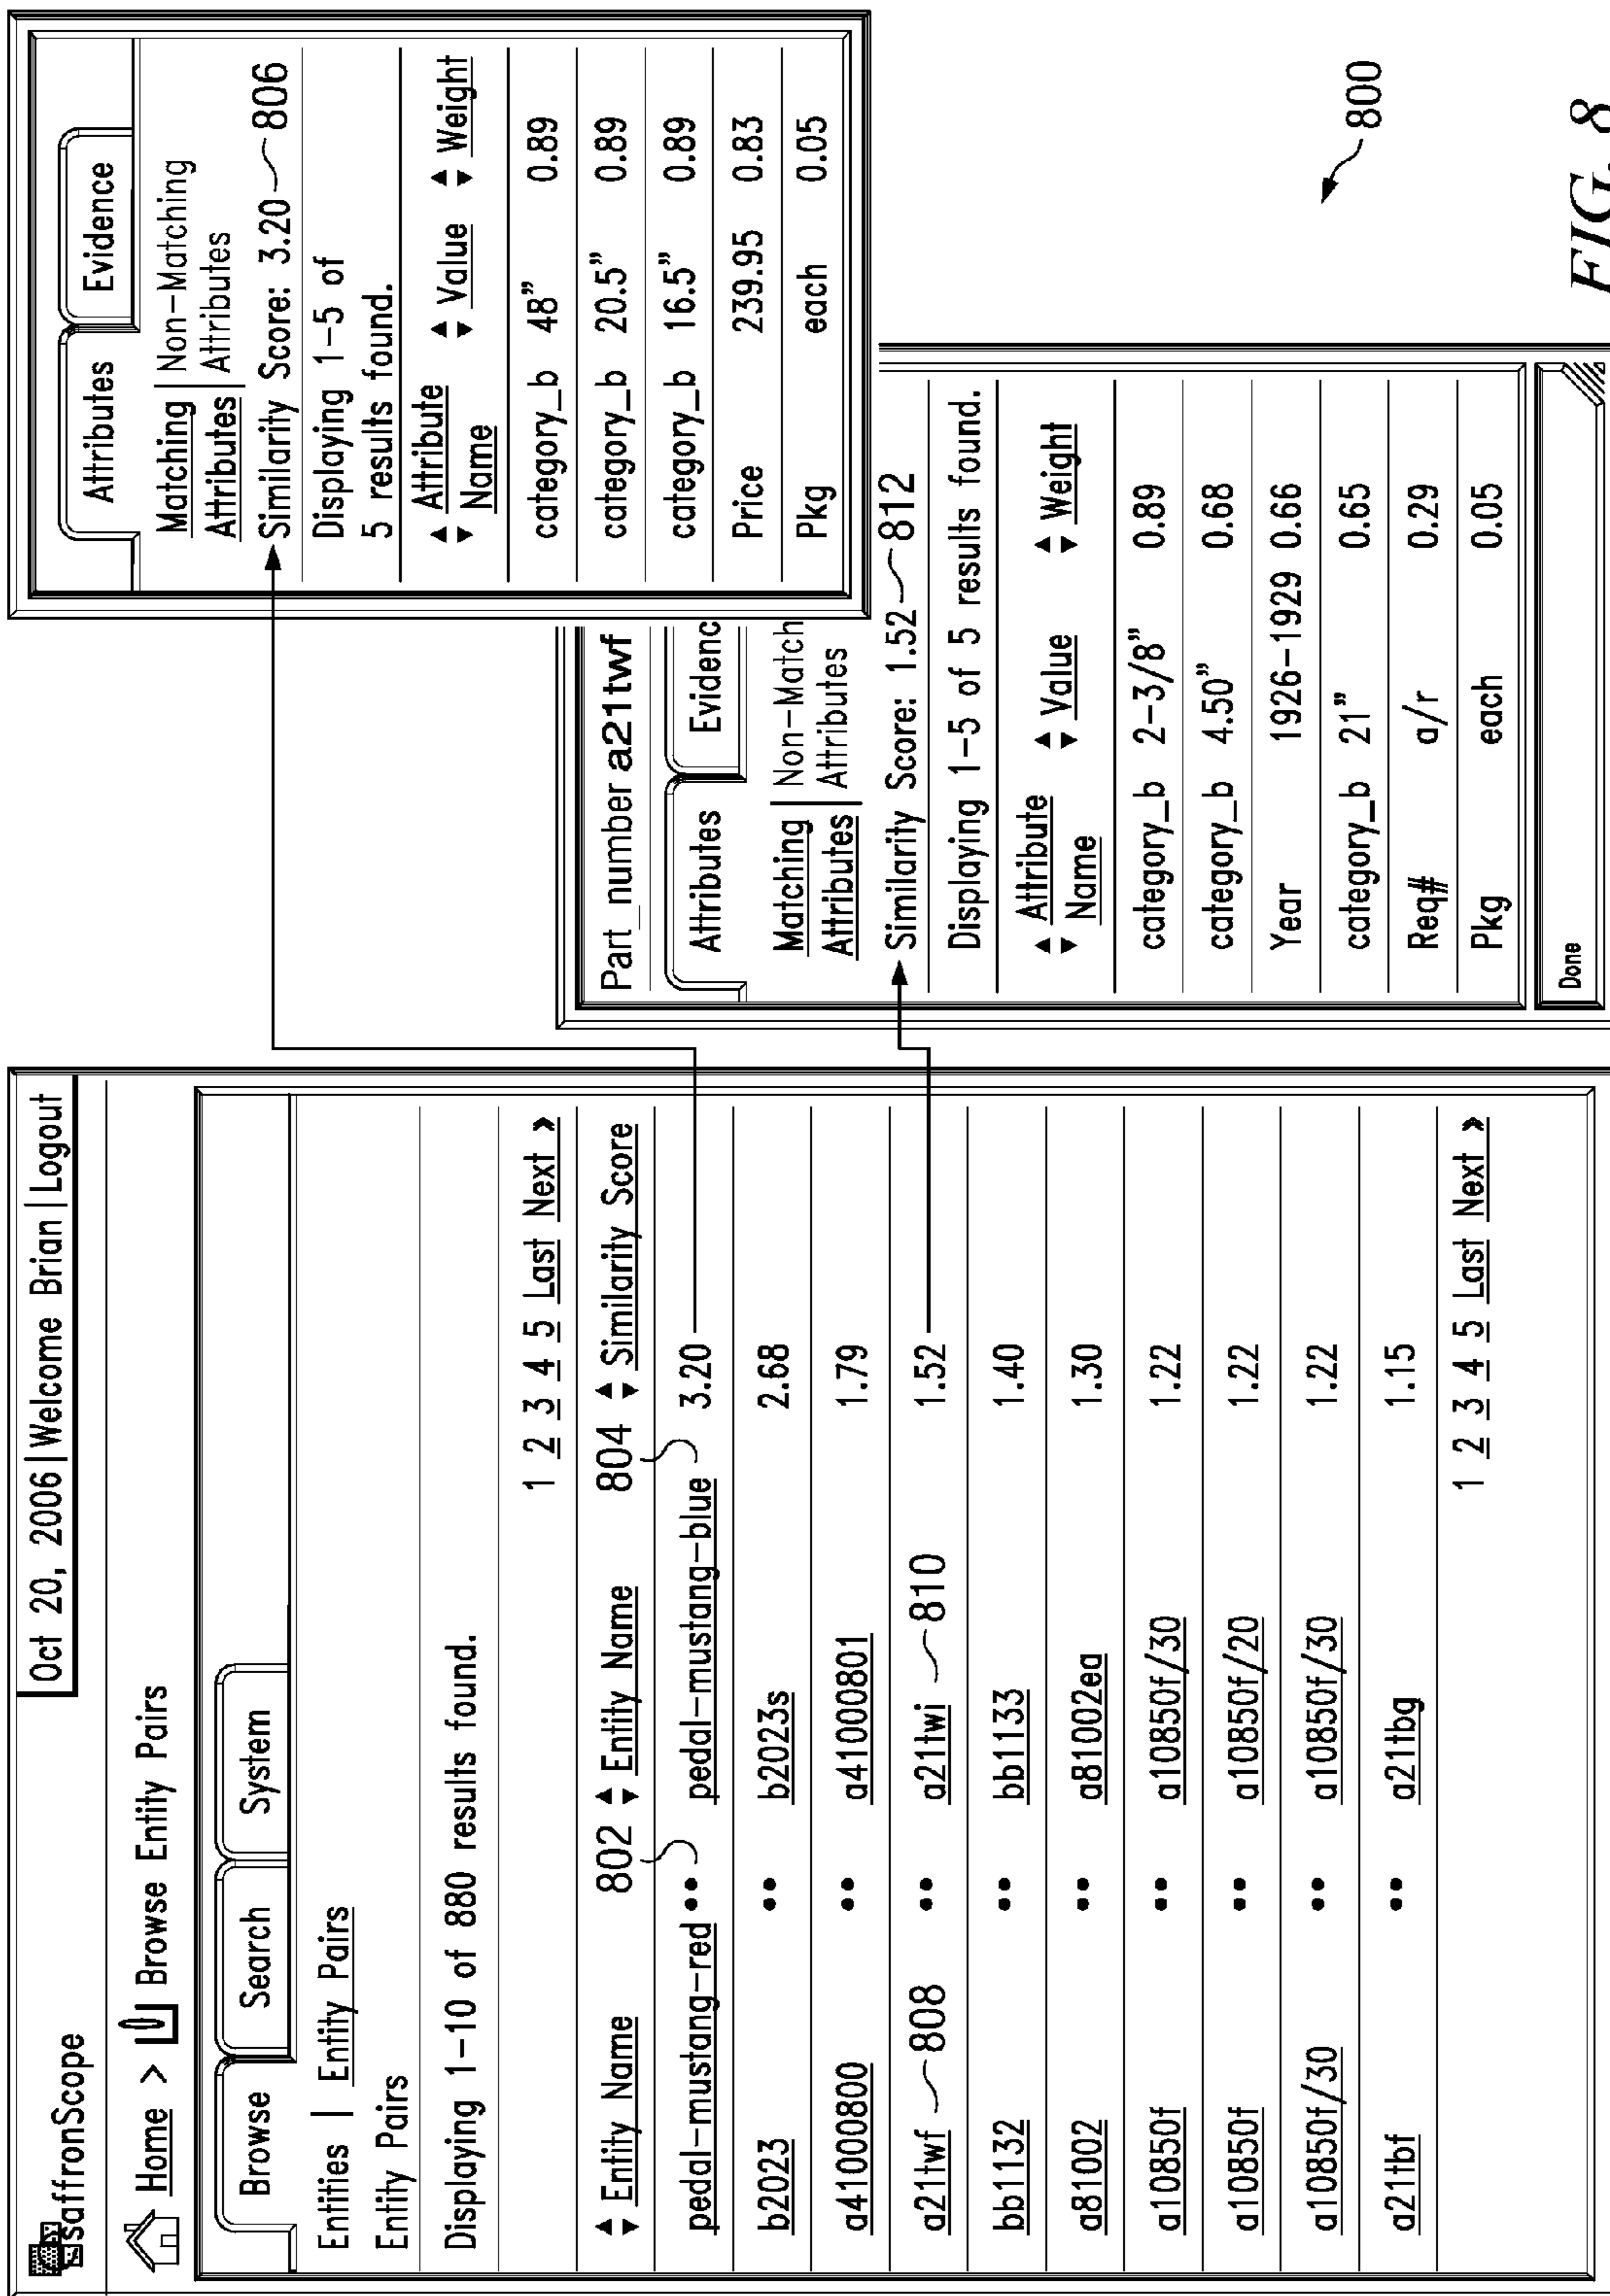 Oct 20, 2006 | Welcome Brian | Logout
saffronScope
Home > Browse Entity Pairs
Browse Search System
Entities | Entity Pairs
Entity Pairs
Displaying 1-10 of 880 results found.
1 2 3 4 5 Last Next »
Entity Name 802 Entity Name 804 Similarity Score
pedal-mustang-red •• pedal-mustang-blue 3.20
b2023 •• b2023s 2.68
a41000800 •• a41000801 1.79
a21twf 808 •• a21twi 810 1.52
bb1132 •• bb1133 1.40
a81002 •• a81002ea 1.30
a10850f •• a10850f/30 1.22
a10850f •• a10850f/20 1.22
a10850f/30 •• a10850f/30 1.22
a21tbf •• a21tbg 1.15
1 2 3 4 5 Last Next »
Attributes Evidence
Matching | Non-Matching
Attributes Attributes
Similarity Score: 3.20 806
Displaying 1-5 of
5 results found.
Attribute Value Weight
Name
category_b 48" 0.89
category_b 20.5" 0.89
category_b 16.5" 0.89
Price 239.95 0.83
Pkg each 0.05
Part_number a21twf
Attributes Evidenc
Matching | Non-Match
Attributes Attributes
Similarity Score: 1.52 812
Displaying 1-5 of 5 results found.
Attribute Value Weight
Name
category_b 2-3/8" 0.89
category_b 4.50" 0.68
Year 1926-1929 0.66
category_b 21" 0.65
Req# a/r 0.29
Pkg each 0.05
Done
800
FIG. 8